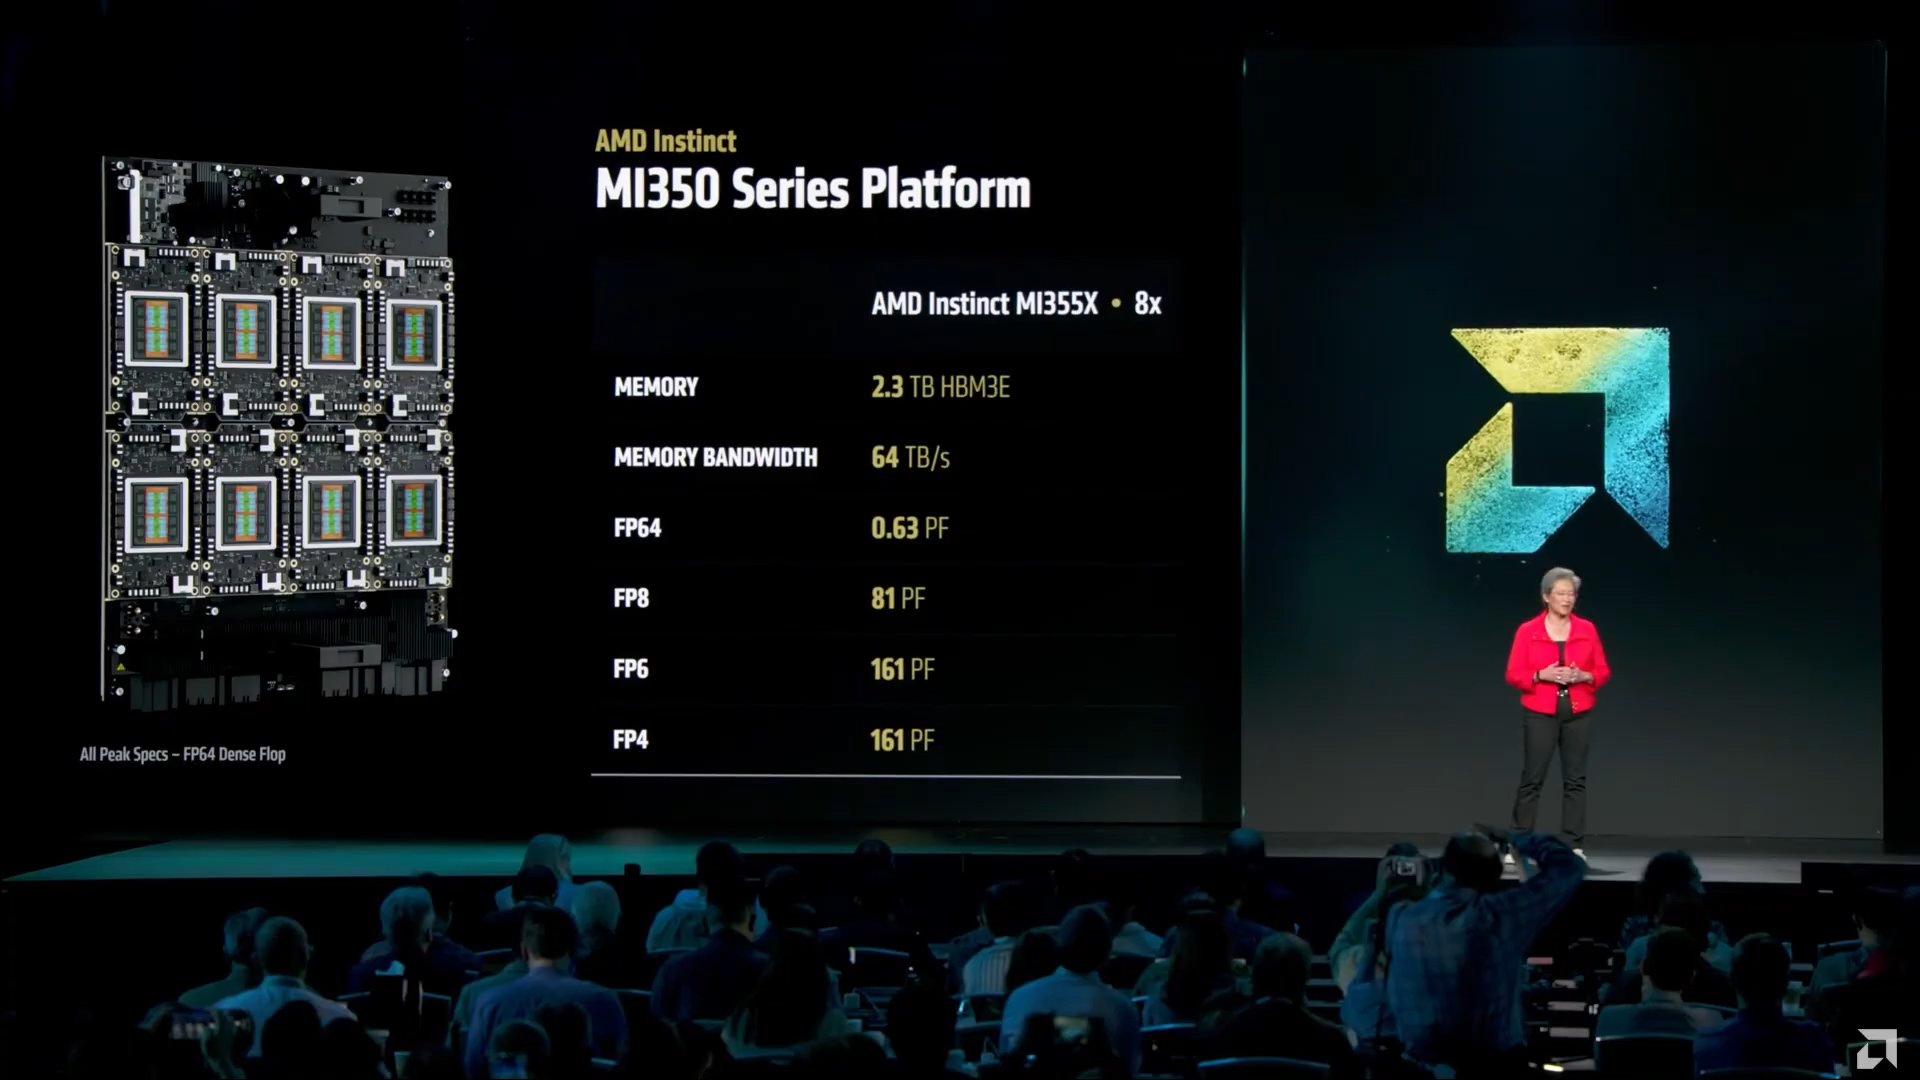 AMD Instinct
MI350 Series Platform
AMD Instinct MI355X • 8x
MEMORY 2.3 TB HBM3E
MEMORY BANDWIDTH 64 TB/s
FP64 0.63 PF
FP8 81 PF
FP6 161 PF
FP4 161 PF
All Peak Specs – FP64 Dense Flop